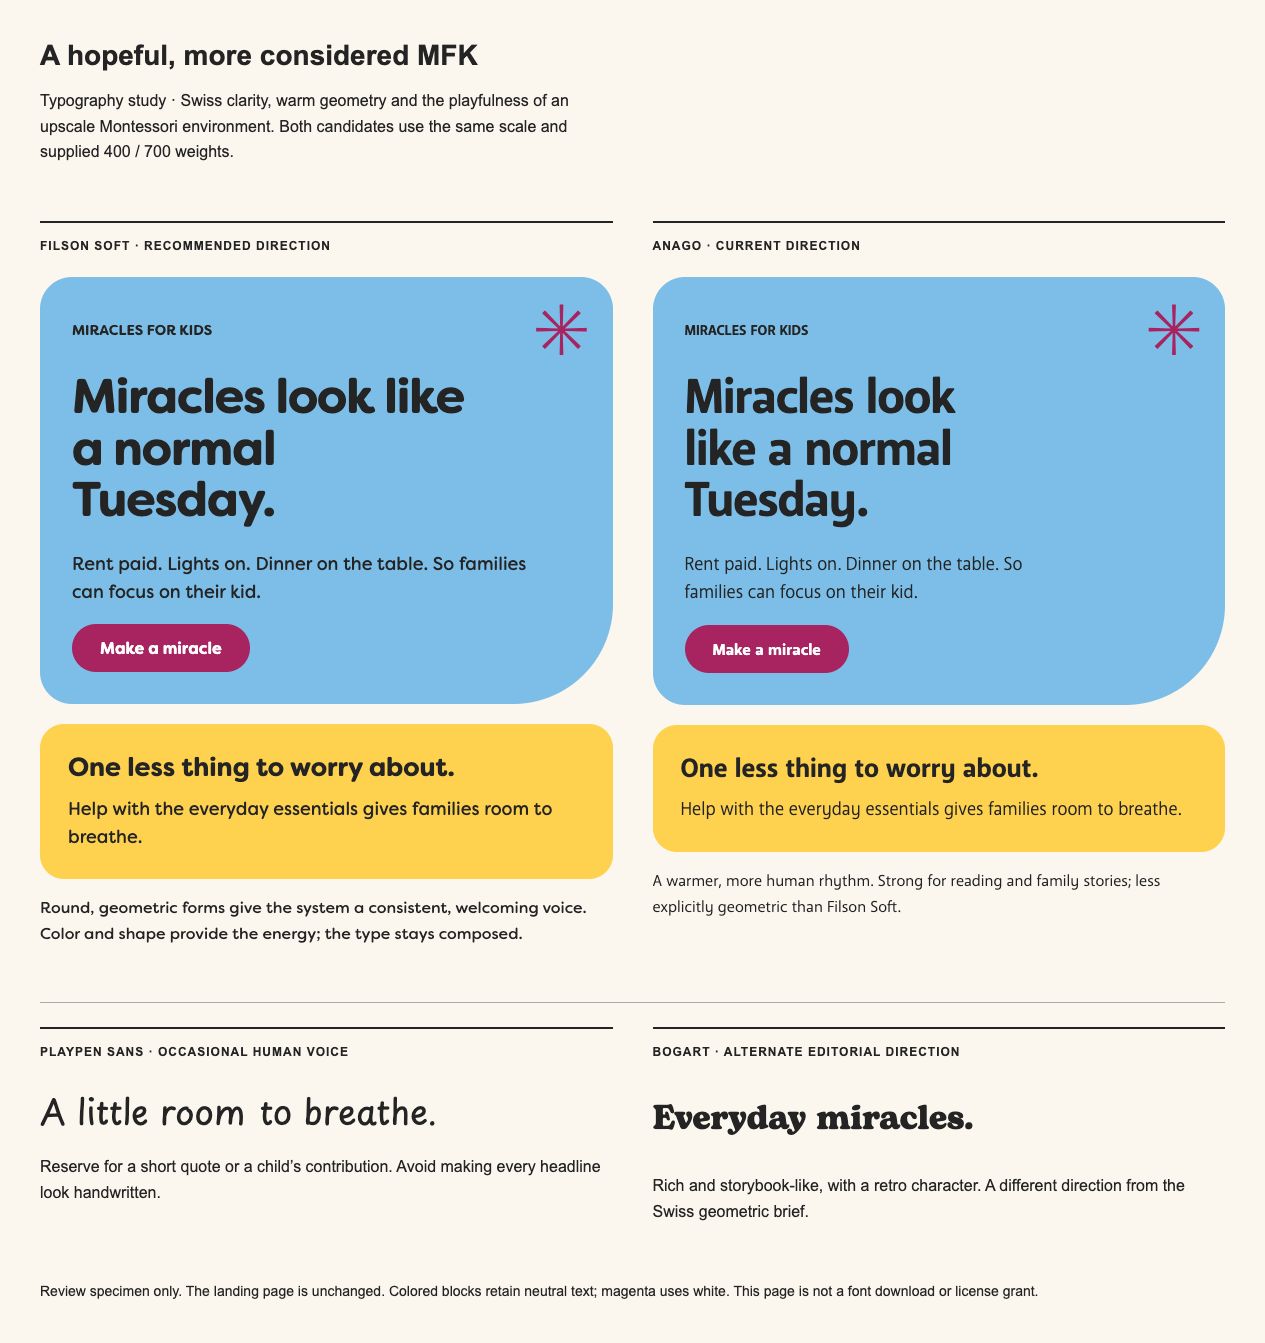 A hopeful, more considered MFK
Typography study · Swiss clarity, warm geometry and the playfulness of an
upscale Montessori environment. Both candidates use the same scale and
supplied 400 / 700 weights.
FILSON SOFT · RECOMMENDED DIRECTION
MIRACLES FOR KIDS
Miracles look like
a normal
Tuesday.
Rent paid. Lights on. Dinner on the table. So families
can focus on their kid.
Make a miracle
One less thing to worry about.
Help with the everyday essentials gives families room to
breathe.
Round, geometric forms give the system a consistent, welcoming voice.
Color and shape provide the energy; the type stays composed.
ANAGO · CURRENT DIRECTION
MIRACLES FOR KIDS
Miracles look
like a normal
Tuesday.
Rent paid. Lights on. Dinner on the table. So
families can focus on their kid.
Make a miracle
One less thing to worry about.
Help with the everyday essentials gives families room to breathe.
A warmer, more human rhythm. Strong for reading and family stories; less
explicitly geometric than Filson Soft.
PLAYPEN SANS · OCCASIONAL HUMAN VOICE
A little room to breathe.
Reserve for a short quote or a child’s contribution. Avoid making every headline
look handwritten.
BOGART · ALTERNATE EDITORIAL DIRECTION
Everyday miracles.
Rich and storybook-like, with a retro character. A different direction from the
Swiss geometric brief.
Review specimen only. The landing page is unchanged. Colored blocks retain neutral text; magenta uses white. This page is not a font download or license grant.